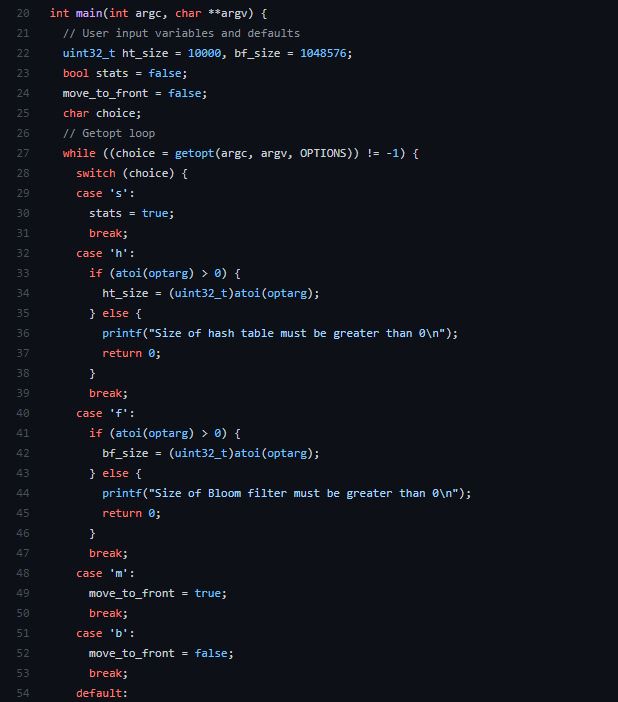 20 int main(int argc, char **argv) {
21   // User input variables and defaults
22   uint32_t ht_size = 10000, bf_size = 1048576;
23   bool stats = false;
24   move_to_front = false;
25   char choice;
26   // Getopt loop
27   while ((choice = getopt(argc, argv, OPTIONS)) != -1) {
28     switch (choice) {
29     case 's':
30       stats = true;
31       break;
32     case 'h':
33       if (atoi(optarg) > 0) {
34         ht_size = (uint32_t)atoi(optarg);
35       } else {
36         printf("Size of hash table must be greater than 0\n");
37         return 0;
38       }
39       break;
40     case 'f':
41       if (atoi(optarg) > 0) {
42         bf_size = (uint32_t)atoi(optarg);
43       } else {
44         printf("Size of Bloom filter must be greater than 0\n");
45         return 0;
46       }
47       break;
48     case 'm':
49       move_to_front = true;
50       break;
51     case 'b':
52       move_to_front = false;
53       break;
54     default: